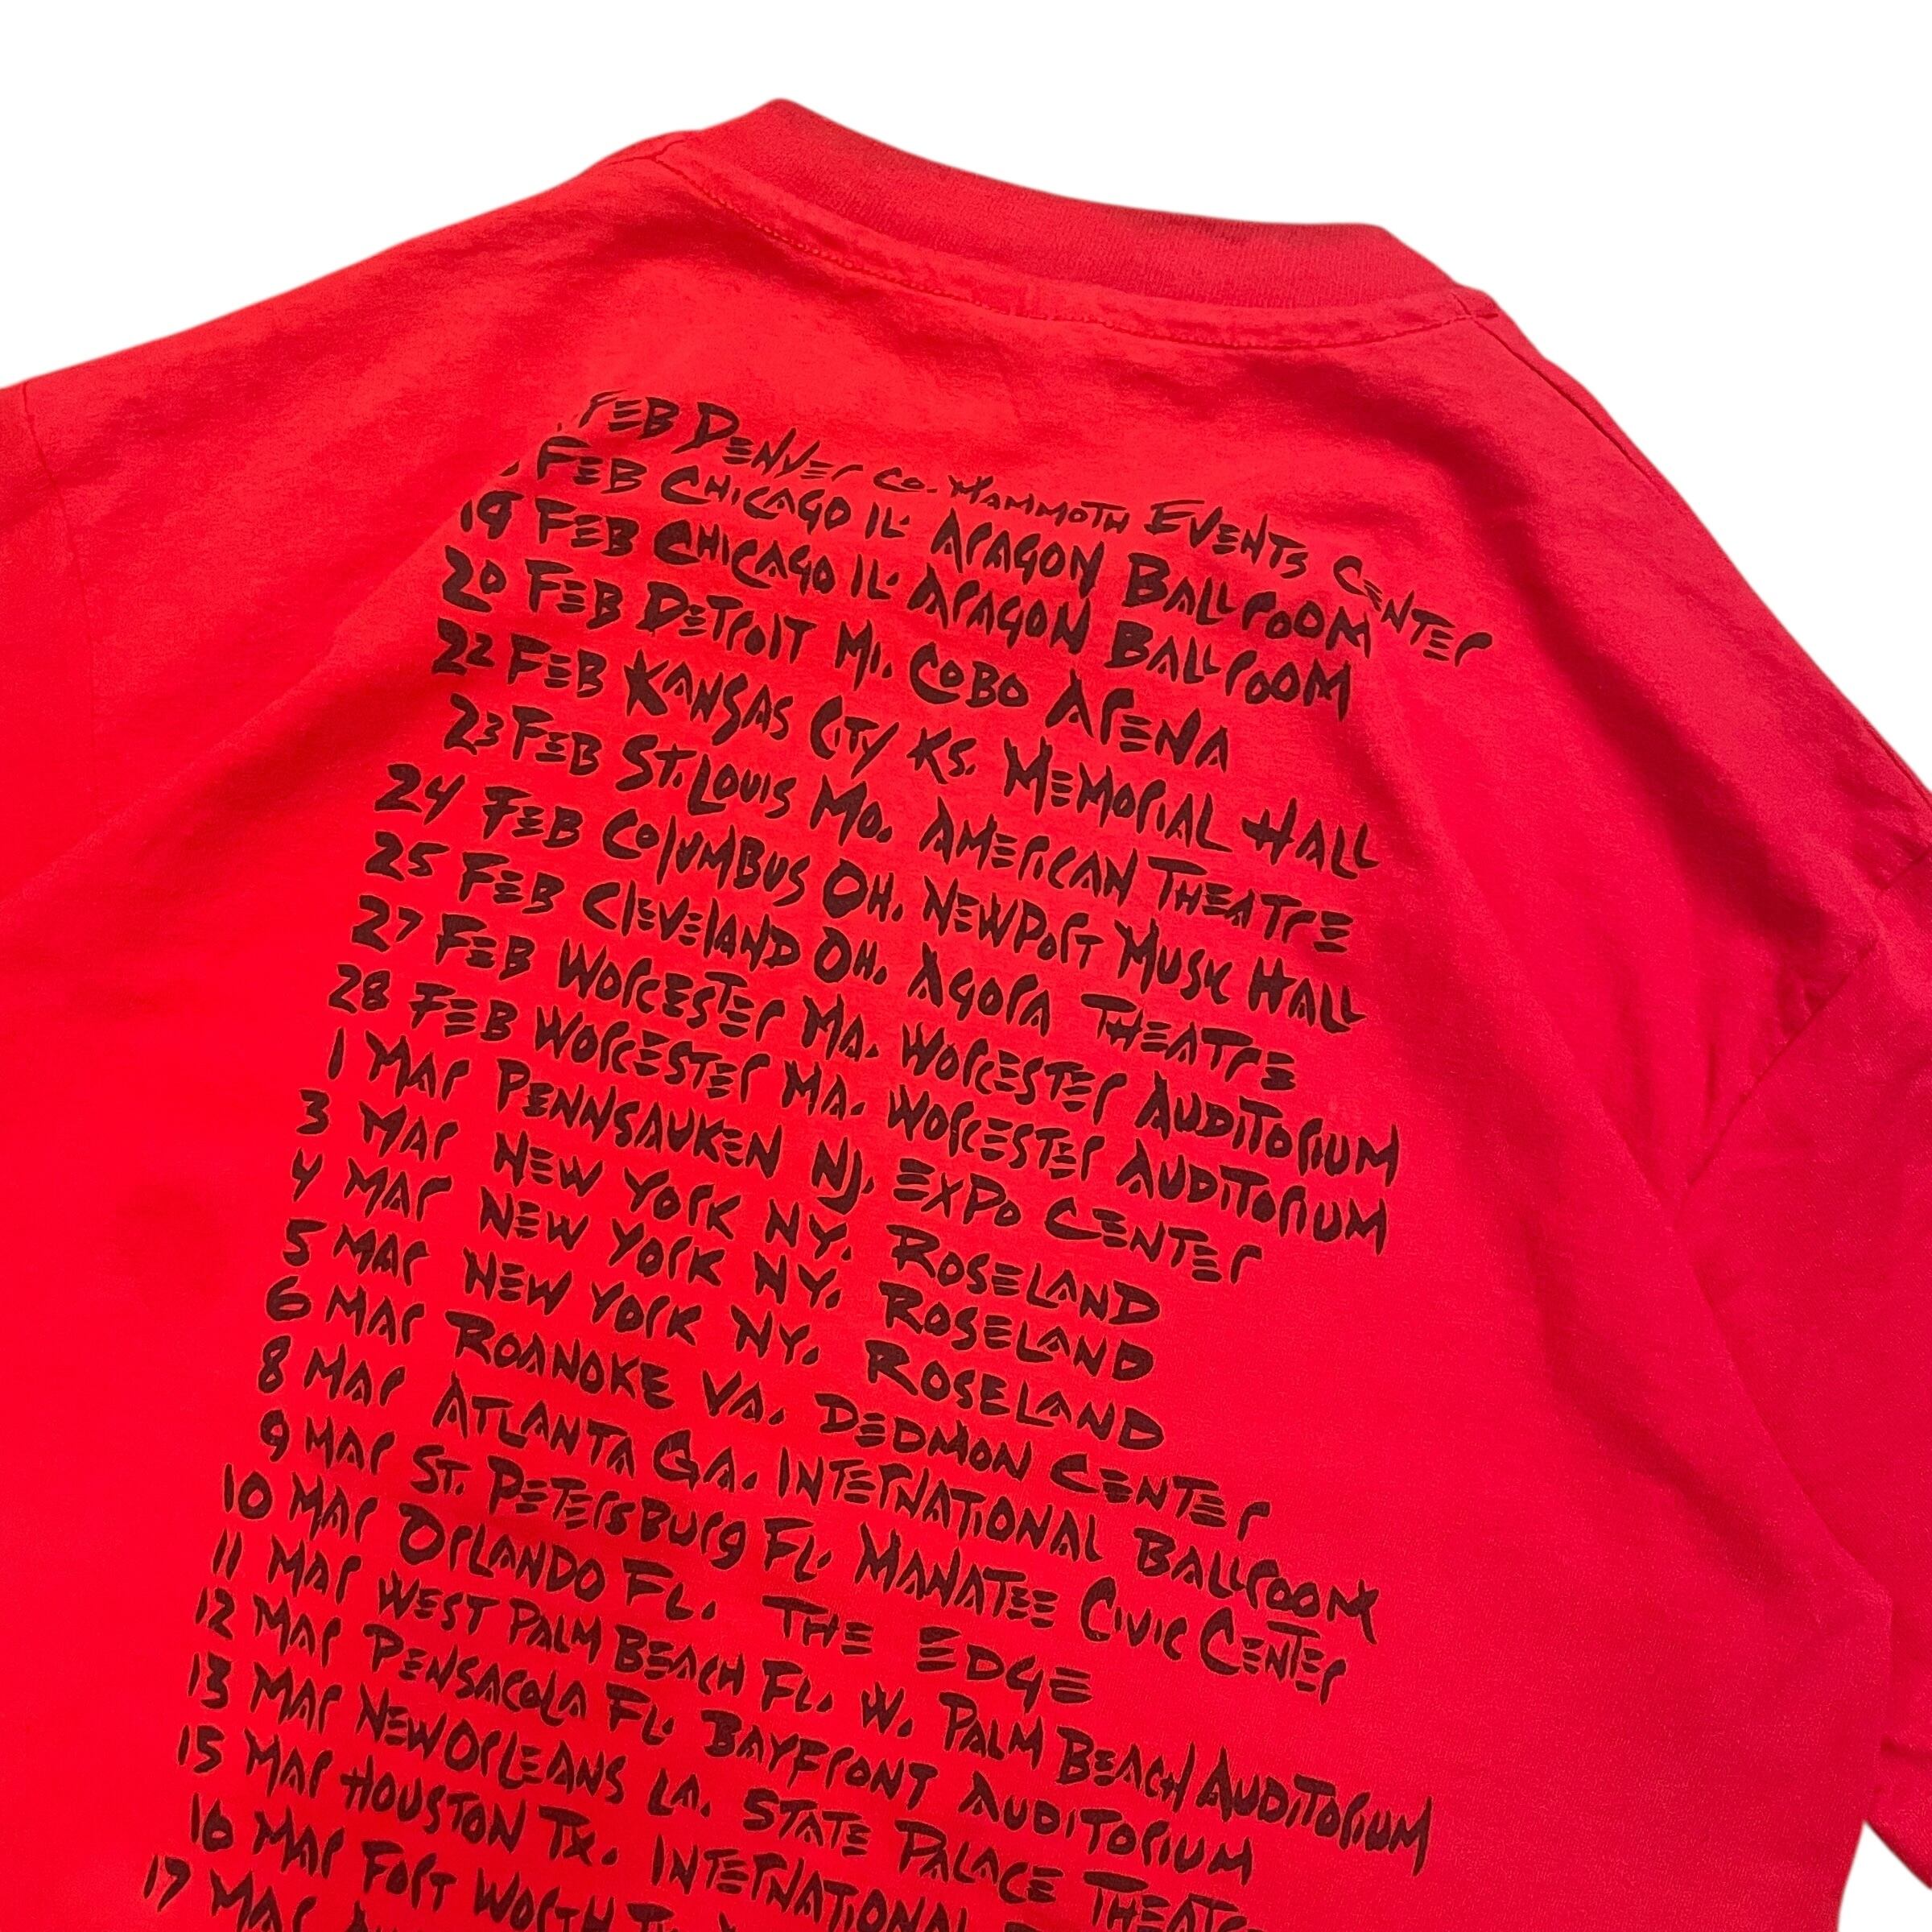 FEB DENVER CO. MAMMOTH EVENTS CENTER
FEB CHICAGO IL. ARAGON BALLROOM
19 FEB CHICAGO IL. ARAGON BALLROOM
20 FEB DETROIT MI. COBO ARENA
22 FEB KANSAS CITY KS. MEMORIAL HALL
23 FEB ST. LOUIS MO. AMERICAN THEATRE
24 FEB COLUMBUS OH. NEWPORT MUSIC HALL
25 FEB CLEVELAND OH. AGORA THEATRE
27 FEB WORCESTER MA. WORCESTER AUDITORIUM
28 FEB WORCESTER MA. WORCESTER AUDITORIUM
1 MAR PENNSAUKEN NJ. EXPO CENTER
3 MAR NEW YORK NY. ROSELAND
4 MAR NEW YORK NY. ROSELAND
5 MAR NEW YORK NY. ROSELAND
6 MAR ROANOKE VA. DEDMON CENTER
8 MAR ATLANTA GA. INTERNATIONAL BALLROOM
9 MAR ST. PETERSBURG FL. MANATEE CIVIC CENTER
10 MAR ORLANDO FL. THE EDGE
11 MAR WEST PALM BEACH FL. W. PALM BEACH AUDITORIUM
12 MAR PENSACOLA FL. BAYFRONT AUDITORIUM
13 MAR NEW ORLEANS LA. STATE PALACE THEATRE
15 MAR HOUSTON TX. INTERNATIONAL
16 MAR FORT WORTH TX.
17 MAR